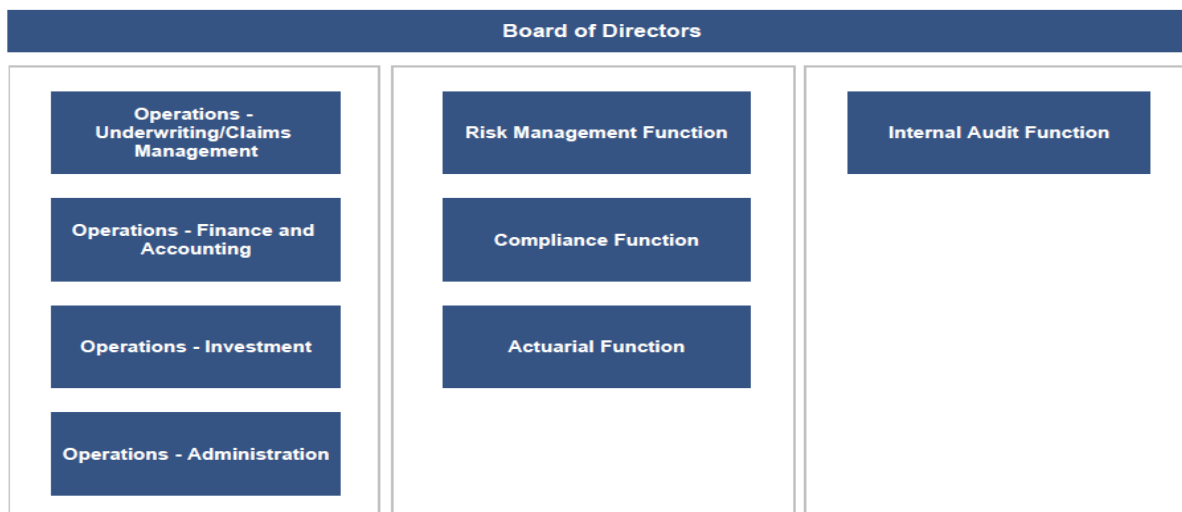 Board of Directors
Operations -
Underwriting/Claims
Management
Operations - Finance and
Accounting
Operations - Investment
Operations - Administration
Risk Management Function
Compliance Function
Actuarial Function
Internal Audit Function